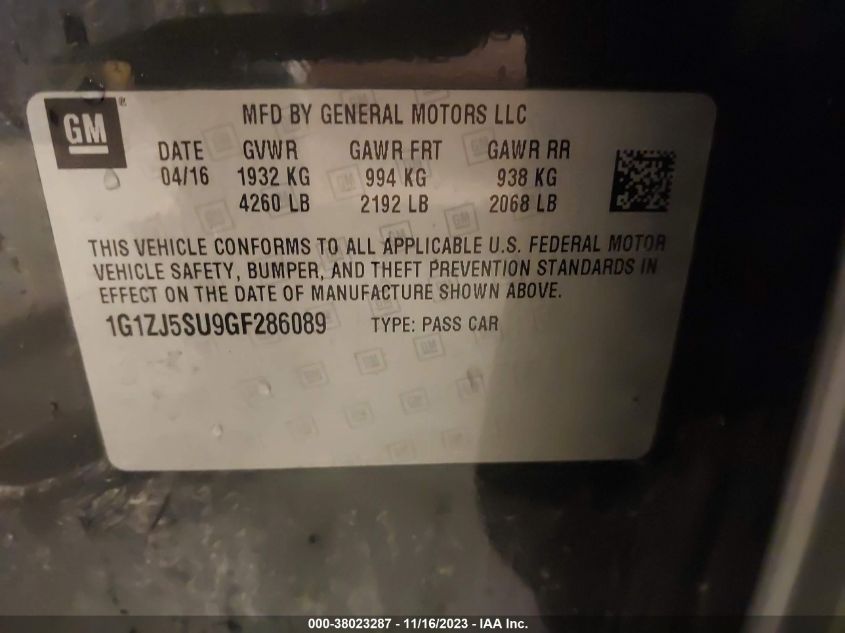 GM ®
MFD BY GENERAL MOTORS LLC
DATE GVWR GAWR FRT GAWR RR
04/16 1932 KG 994 KG 938 KG
4260 LB 2192 LB 2068 LB
THIS VEHICLE CONFORMS TO ALL APPLICABLE U.S. FEDERAL MOTOR
VEHICLE SAFETY, BUMPER, AND THEFT PREVENTION STANDARDS IN
EFFECT ON THE DATE OF MANUFACTURE SHOWN ABOVE.
1G1ZJ5SU9GF286089 TYPE: PASS CAR
000-38023287 - 11/16/2023 - IAA Inc.